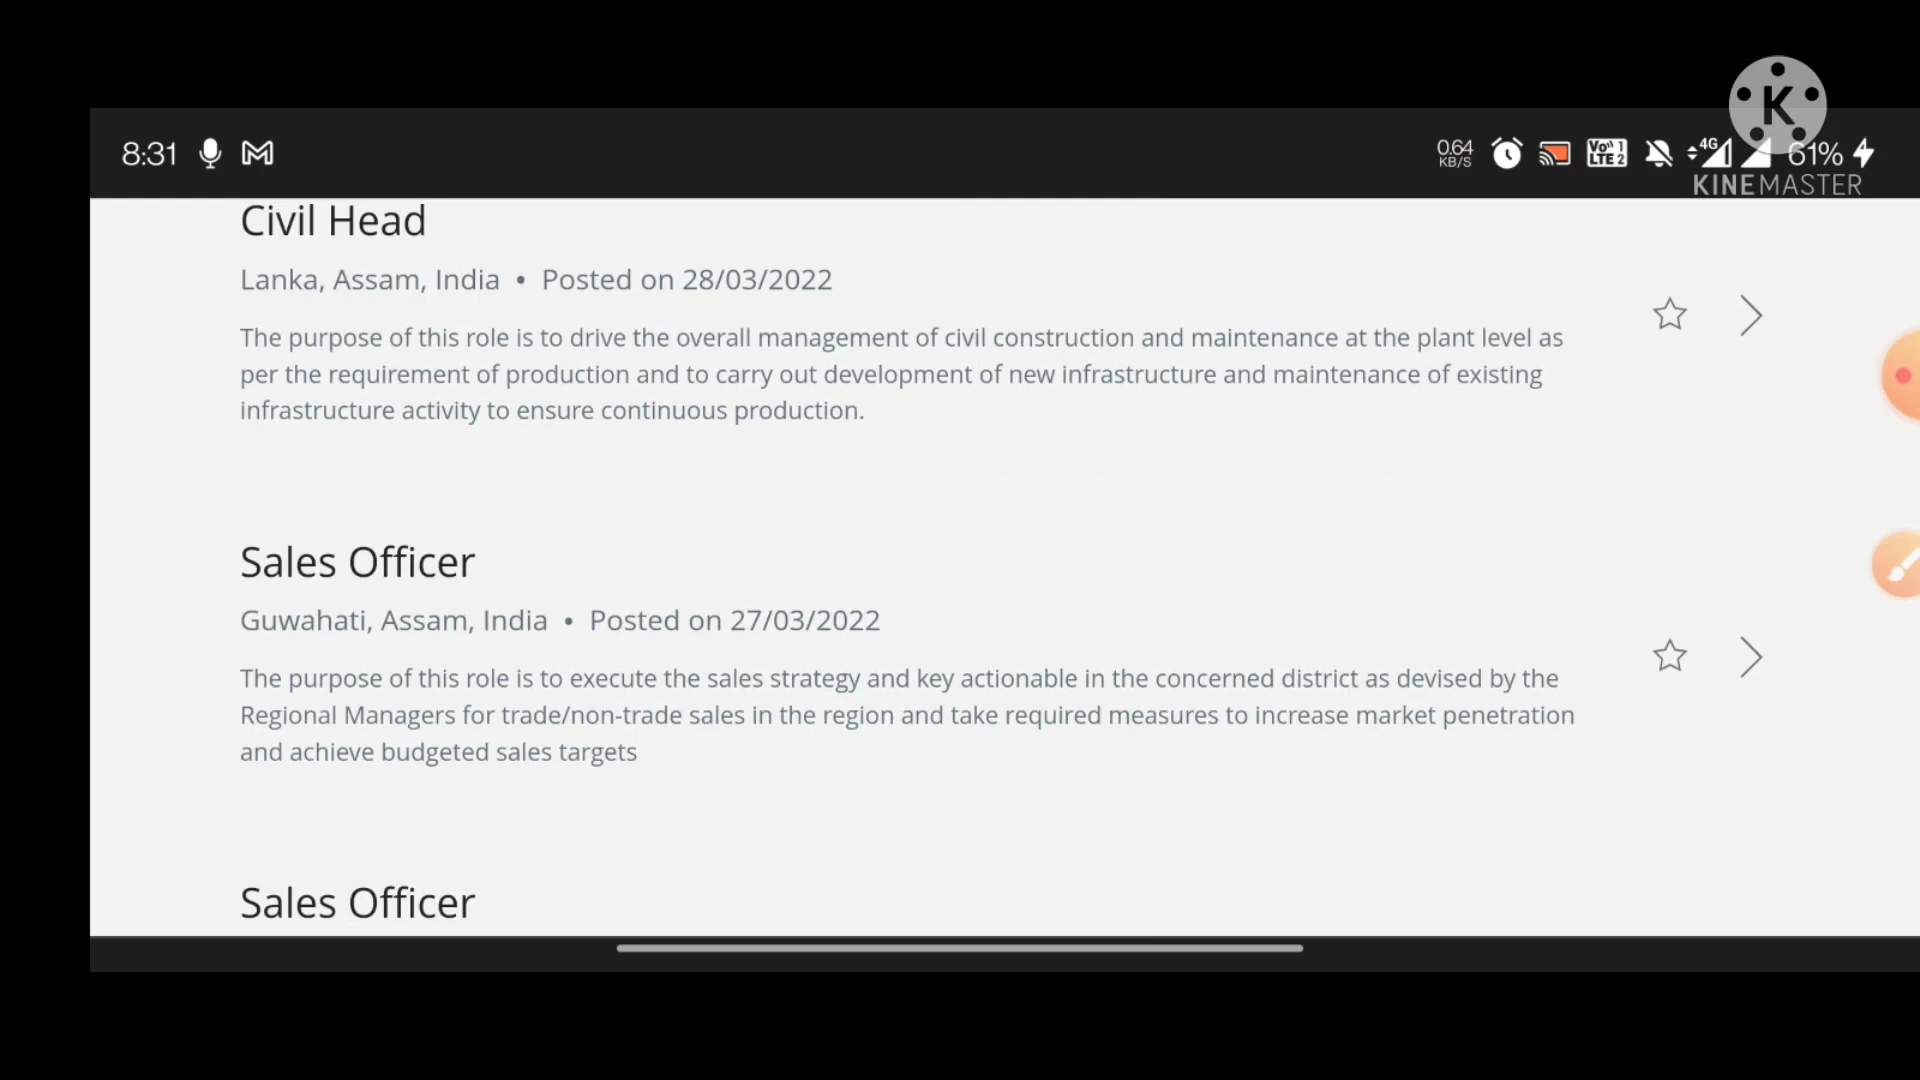 8:31
0.64
KB/S
Vo 1
LTE 2
4G
61%
K
KINEMASTER
Civil Head
Lanka, Assam, India • Posted on 28/03/2022
The purpose of this role is to drive the overall management of civil construction and maintenance at the plant level as
per the requirement of production and to carry out development of new infrastructure and maintenance of existing
infrastructure activity to ensure continuous production.
Sales Officer
Guwahati, Assam, India • Posted on 27/03/2022
The purpose of this role is to execute the sales strategy and key actionable in the concerned district as devised by the
Regional Managers for trade/non-trade sales in the region and take required measures to increase market penetration
and achieve budgeted sales targets
Sales Officer